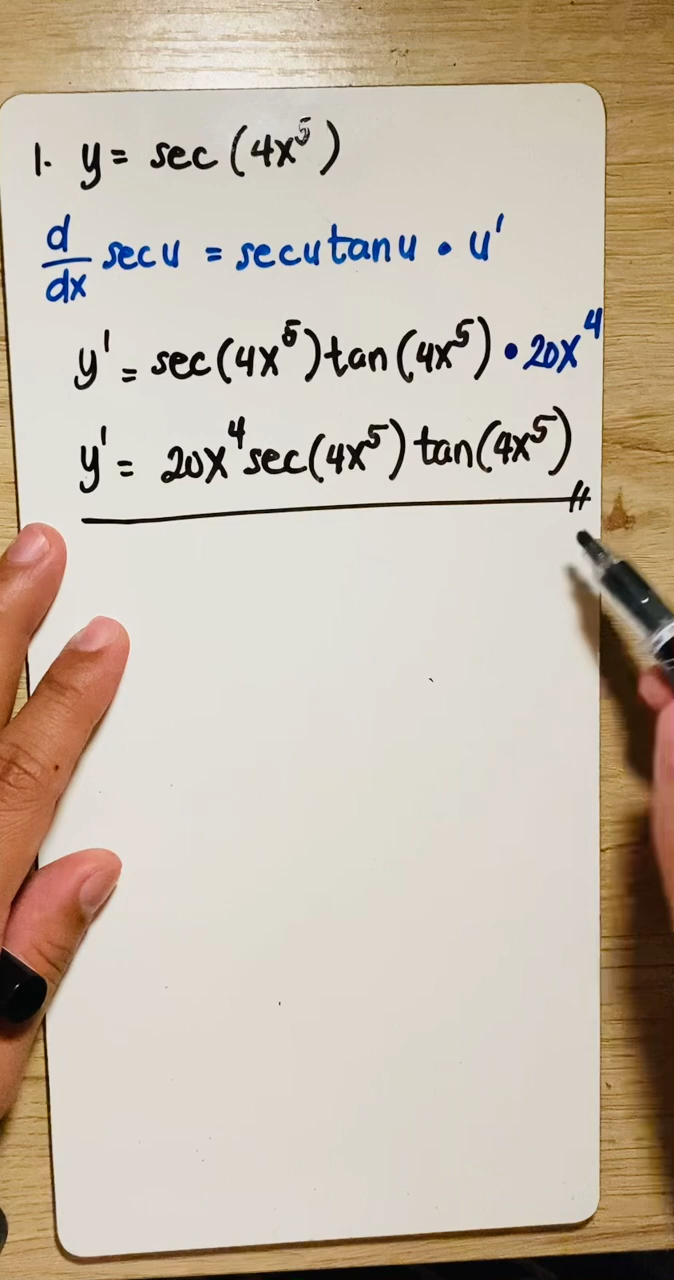 1. y = sec (4x⁵)
d/dx sec u = sec u tan u • u'
y' = sec(4x⁵) tan(4x⁵) • 20x⁴
y' = 20x⁴ sec(4x⁵) tan(4x⁵)